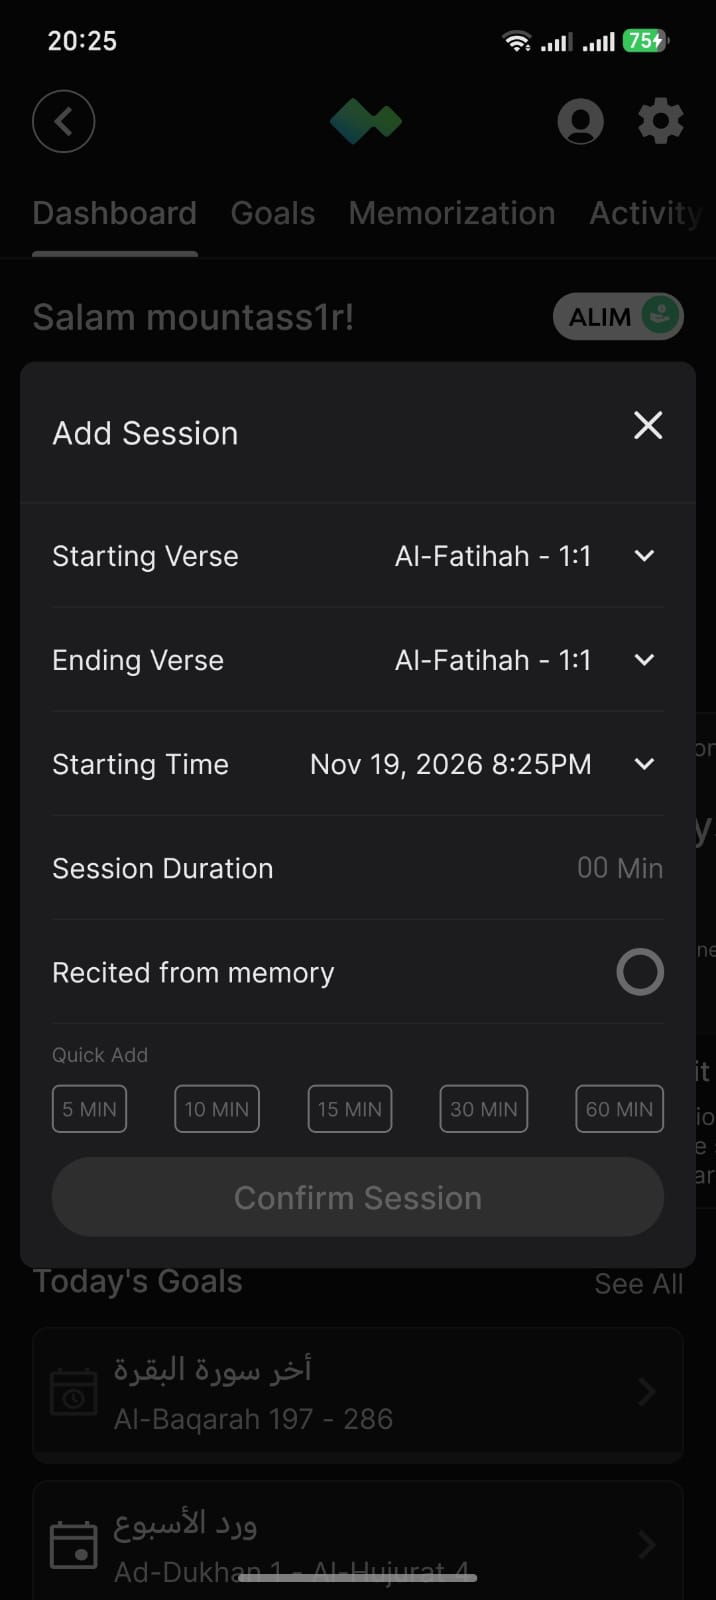 20:25
75
Dashboard Goals Memorization Activity
Salam mountass1r!
ALIM
Add Session
Starting Verse Al-Fatihah - 1:1
Ending Verse Al-Fatihah - 1:1
Starting Time Nov 19, 2026 8:25PM
Session Duration 00 Min
Recited from memory
Quick Add
5 MIN 10 MIN 15 MIN 30 MIN 60 MIN
Confirm Session
Today's Goals See All
أخر سورة البقرة
Al-Baqarah 197 - 286
ورد الأسبوع
Ad-Dukhan 1 - Al-Hujurat 4